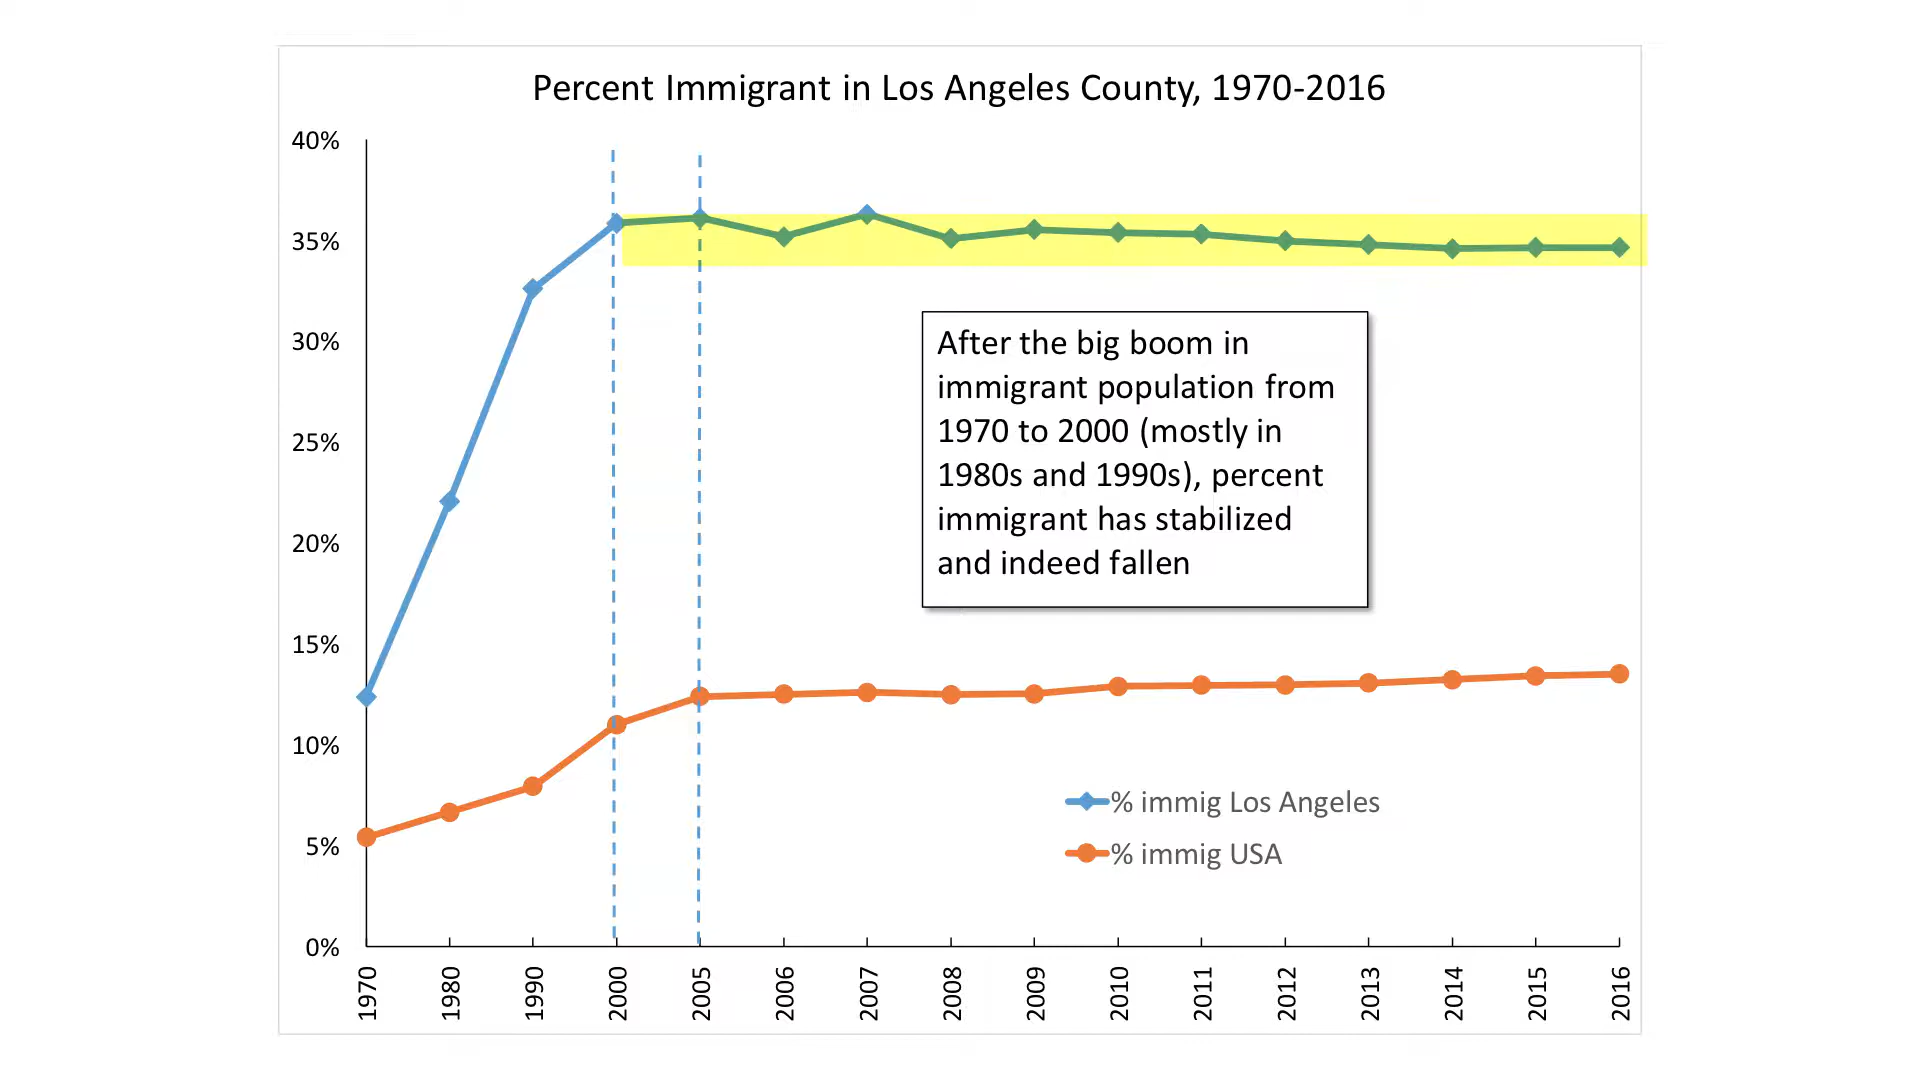 Percent Immigrant in Los Angeles County, 1970-2016
40%
35%
30%
25%
20%
15%
10%
5%
0%
After the big boom in
immigrant population from
1970 to 2000 (mostly in
1980s and 1990s), percent
immigrant has stabilized
and indeed fallen
% immig Los Angeles
% immig USA
1970
1980
1990
2000
2005
2006
2007
2008
2009
2010
2011
2012
2013
2014
2015
2016